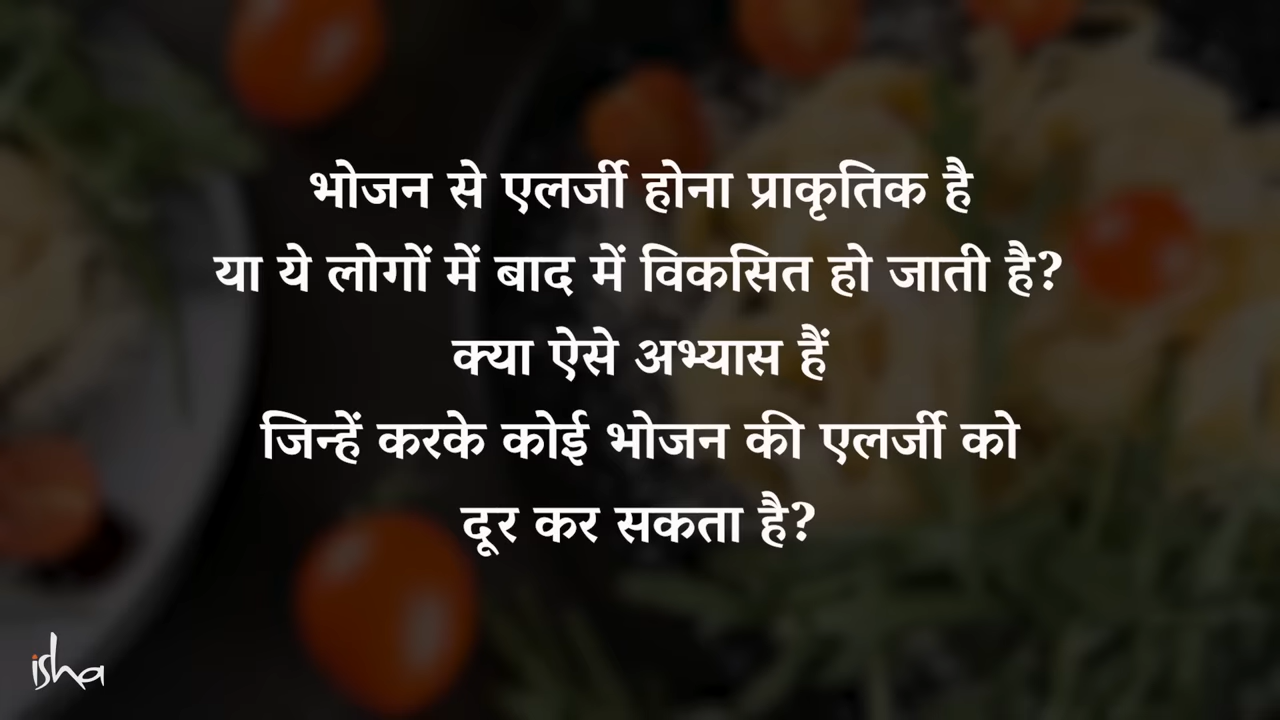 भोजन से एलर्जी होना प्राकृतिक है
या ये लोगों में बाद में विकसित हो जाती है?
क्या ऐसे अभ्यास हैं
जिन्हें करके कोई भोजन की एलर्जी को
दूर कर सकता है?
isha